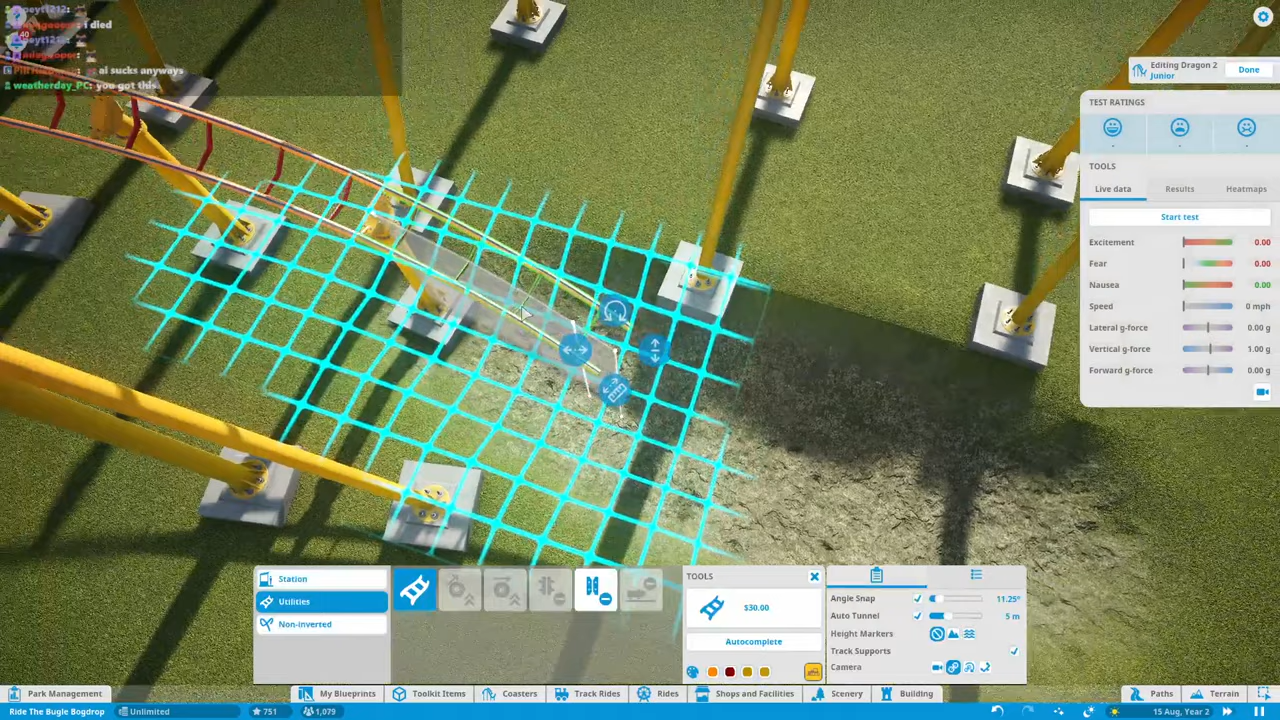 i died
40
ai sucks anyways
weatherday_PC: you got this
Editing Dragon 2
Junior
Done
TEST RATINGS
- - -
TOOLS
Live data Results Heatmaps
Start test
Excitement 0.00
Fear 0.00
Nausea 0.00
Speed 0 mph
Lateral g-force 0.00 g
Vertical g-force 1.00 g
Forward g-force 0.00 g
Station
Utilities
Non-inverted
TOOLS
$30.00
Autocomplete
Angle Snap 11.25°
Auto Tunnel 5 m
Height Markers
Track Supports
Camera
Park Management My Blueprints Toolkit Items Coasters Track Rides Rides Shops and Facilities Scenery Building Paths Terrain
Ride The Bugle Bogdrop Unlimited 751 1,079 15 Aug, Year 2